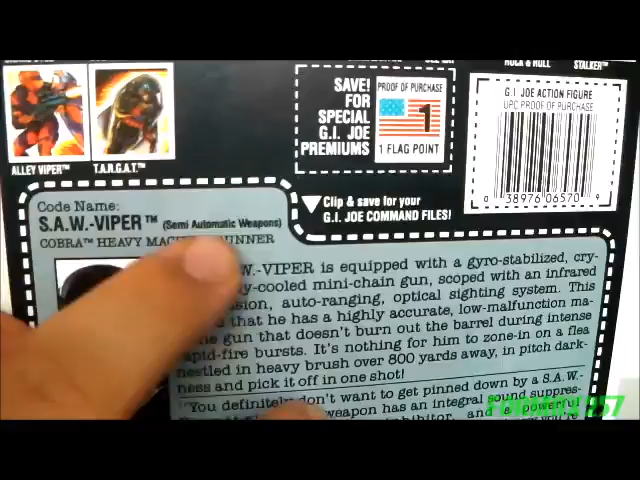 ROCK & ROLL
STALKER™
SAVE!
FOR
SPECIAL
G.I. JOE
PREMIUMS
PROOF OF PURCHASE
1
1 FLAG POINT
G.I. JOE ACTION FIGURE
UPC PROOF OF PURCHASE
0 38976 06570 9
ALLEY VIPER™
T.A.R.G.A.T.™
Clip & save for your
G.I. JOE COMMAND FILES!
Code Name:
S.A.W.-VIPER™ (Semi Automatic Weapons)
COBRA™ HEAVY
W.-VIPER is equipped with a gyro-stabilized, cry-
y-cooled mini-chain gun, scoped with an infrared
sion, auto-ranging, optical sighting system. This
that he has a highly accurate, low-malfunction ma-
gun that doesn't burn out the barrel during intense
rapid-fire bursts. It's nothing for him to zone-in on a flea
nestled in heavy brush over 800 yards away, in pitch dark-
ness and pick it off in one shot!
"You definitely don't want to get pinned down by a S.A.W.-
weapon has an integral sound suppres-
and a powerful